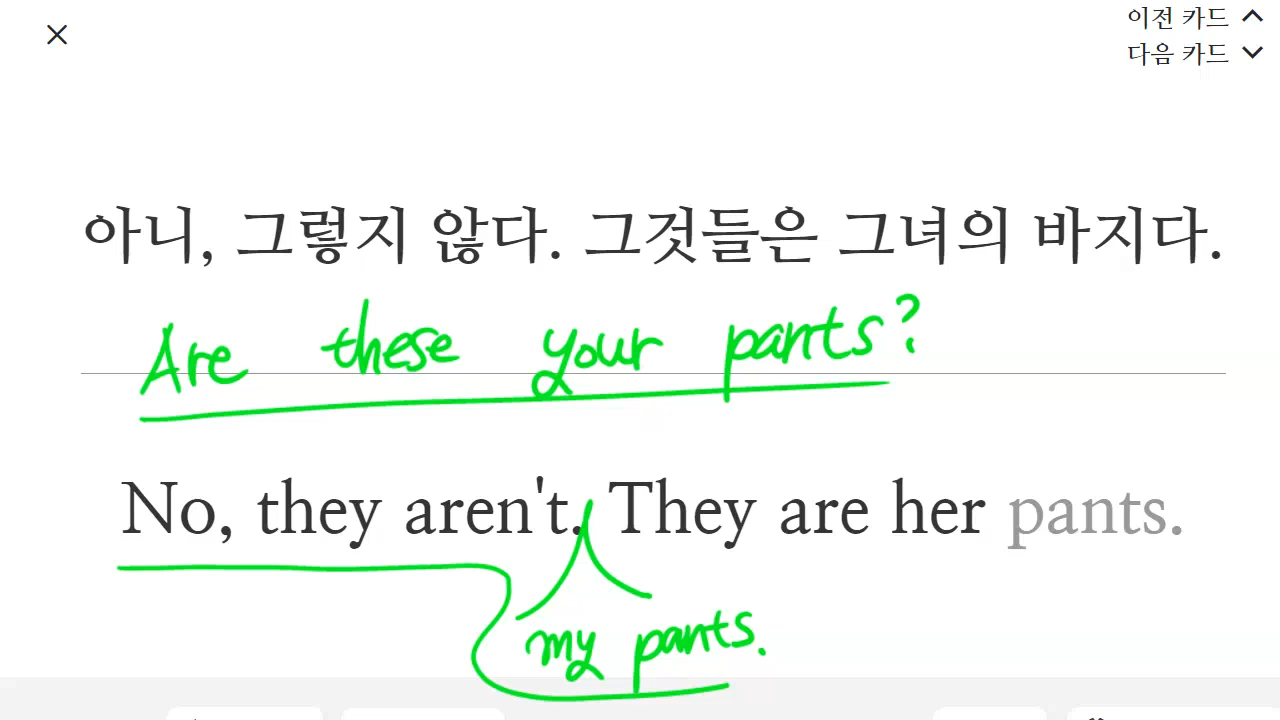 이전 카드
다음 카드
아니, 그렇지 않다. 그것들은 그녀의 바지다.
Are these your pants?
No, they aren't. They are her pants.
my pants.